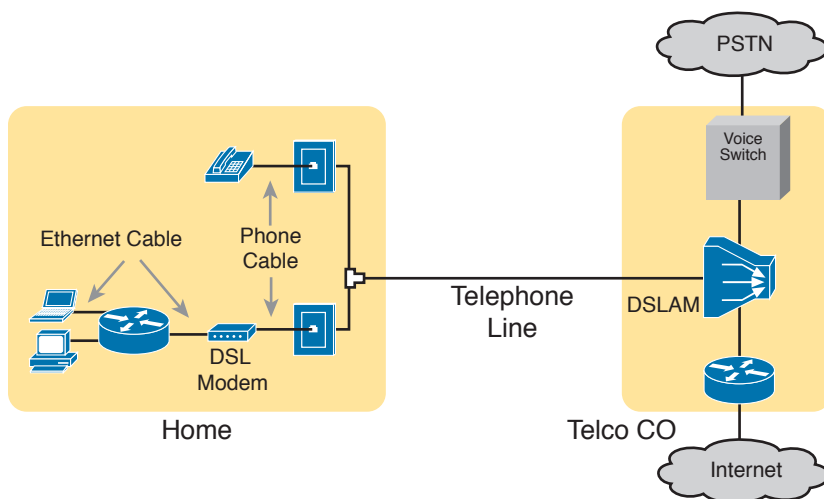 PSTN
Voice
Switch
Ethernet Cable
Phone
Cable
Telephone
Line
DSLAM
DSL
Modem
Home
Telco CO
Internet